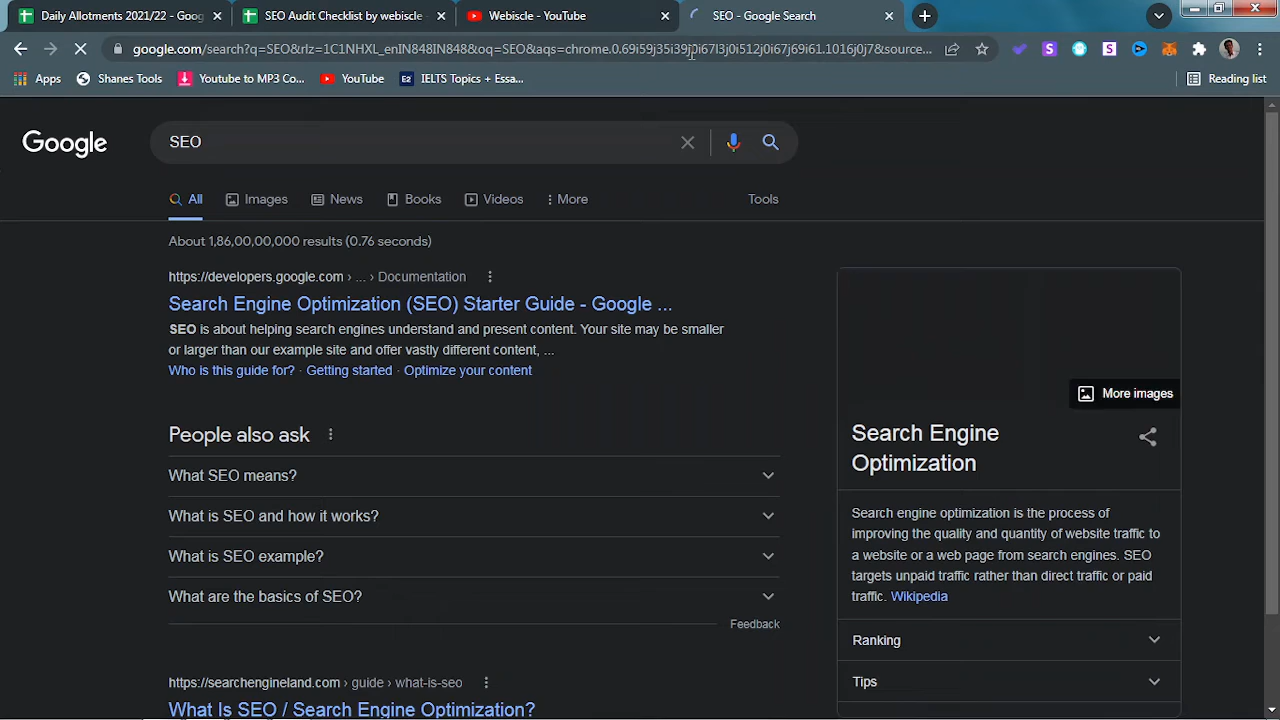 Daily Allotments 2021/22 - Goog
SEO Audit Checklist by webiscle -
Webiscle - YouTube
SEO - Google Search
google.com/search?q=SEO&rlz=1C1NHXL_enIN848IN848&oq=SEO&aqs=chrome.0.69i59j35i39j0i67l3j0i512j0i67j69i61.1016j0j7&source...
Apps
Shanes Tools
Youtube to MP3 Co...
YouTube
Ez
IELTS Topics + Essa...
Reading list
Google
SEO
All
Images
News
Books
Videos
More
Tools
About 1,86,00,00,000 results (0.76 seconds)
https://developers.google.com › ... › Documentation
Search Engine Optimization (SEO) Starter Guide - Google ...
SEO is about helping search engines understand and present content. Your site may be smaller
or larger than our example site and offer vastly different content, ...
Who is this guide for? · Getting started · Optimize your content
People also ask
What SEO means?
What is SEO and how it works?
What is SEO example?
What are the basics of SEO?
Feedback
https://searchengineland.com › guide › what-is-seo
What Is SEO / Search Engine Optimization?
More images
Search Engine
Optimization
Search engine optimization is the process of
improving the quality and quantity of website traffic to
a website or a web page from search engines. SEO
targets unpaid traffic rather than direct traffic or paid
traffic. Wikipedia
Ranking
Tips